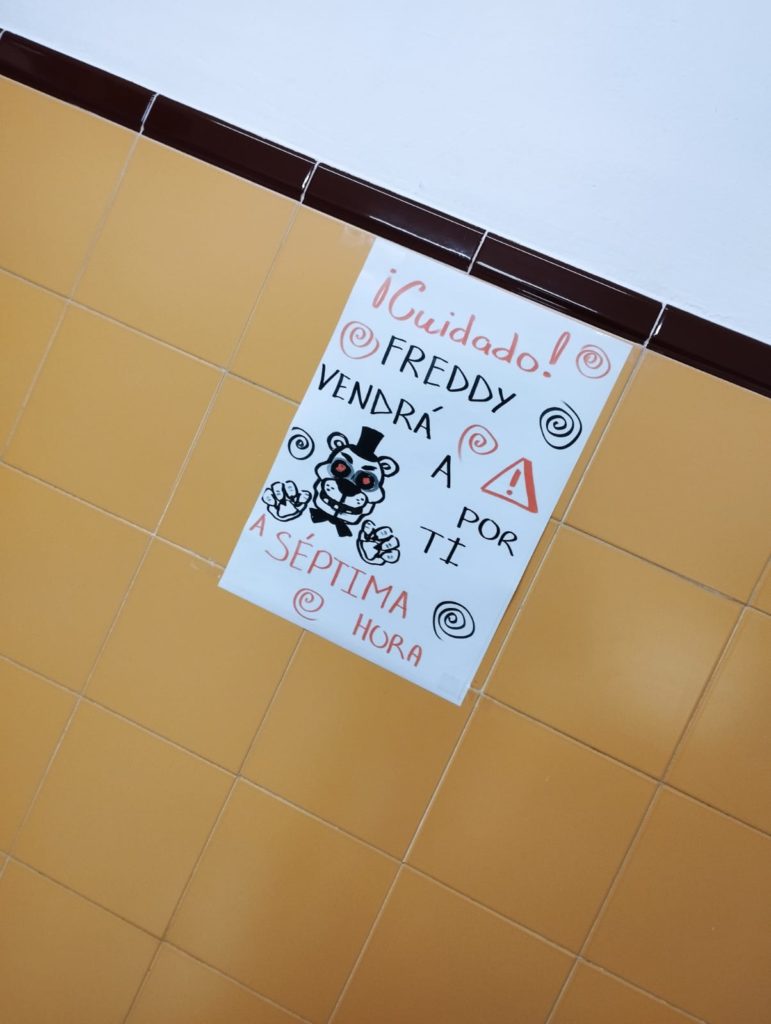 ¡Cuidado!
FREDDY
VENDRÁ
A
POR
TI
A SÉPTIMA
HORA